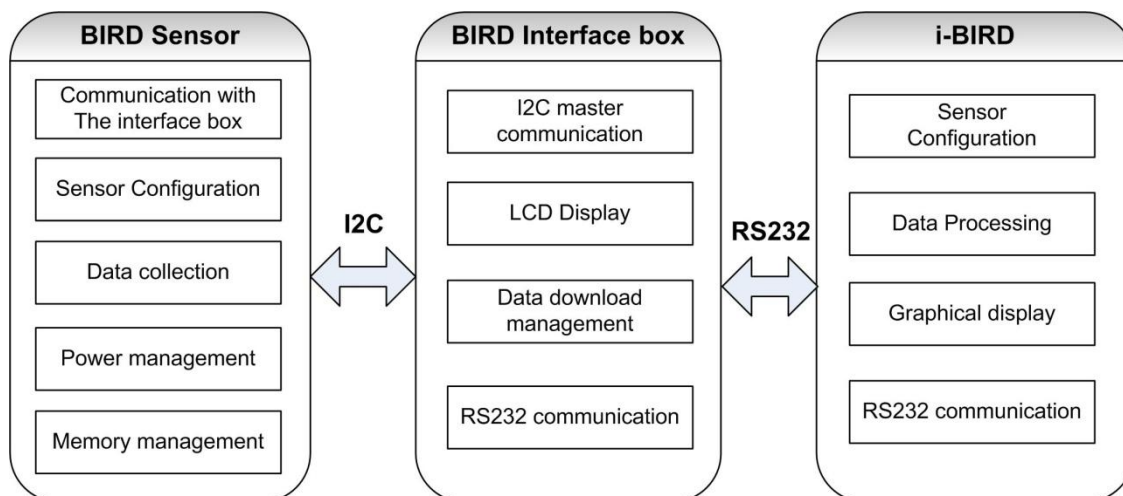 BIRD Sensor
Communication with
The interface box
Sensor Configuration
Data collection
Power management
Memory management
I2C
BIRD Interface box
I2C master
communication
LCD Display
Data download
management
RS232 communication
RS232
i-BIRD
Sensor
Configuration
Data Processing
Graphical display
RS232 communication